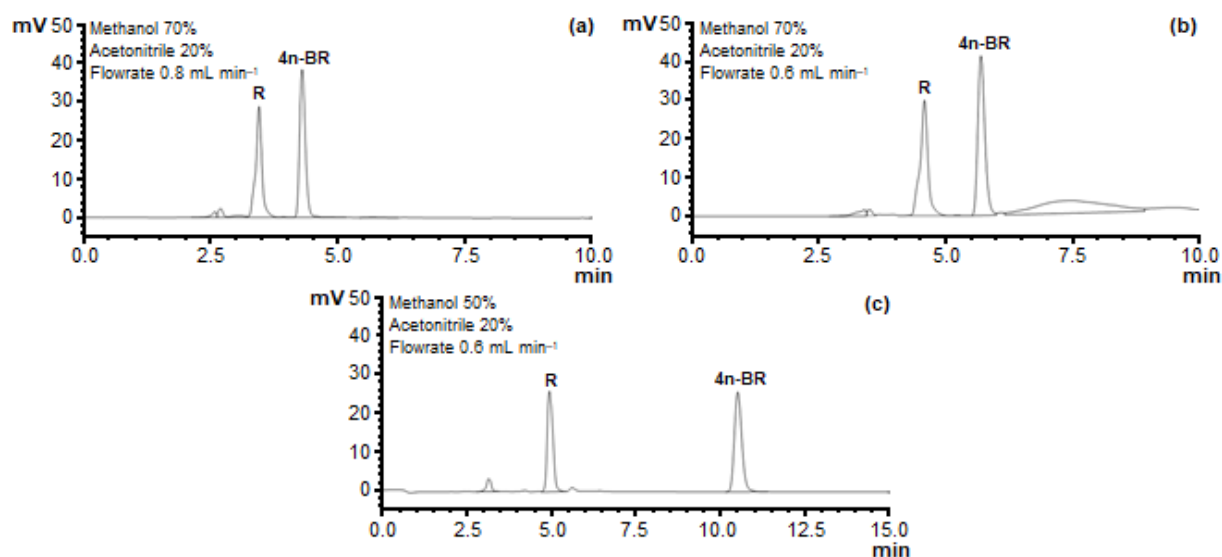 mV
50
40
30
20
10
0
Methanol 70%
Acetonitrile 20%
Flowrate 0.8 mL min⁻¹
(a)
R
4n-BR
0.0 2.5 5.0 7.5 10.0
min
mV
50
40
30
20
10
0
Methanol 70%
Acetonitrile 20%
Flowrate 0.6 mL min⁻¹
(b)
R
4n-BR
0.0 2.5 5.0 7.5 10.0
min
mV
50
40
30
20
10
0
Methanol 50%
Acetonitrile 20%
Flowrate 0.6 mL min⁻¹
(c)
R
4n-BR
0.0 2.5 5.0 7.5 10.0 12.5 15.0
min